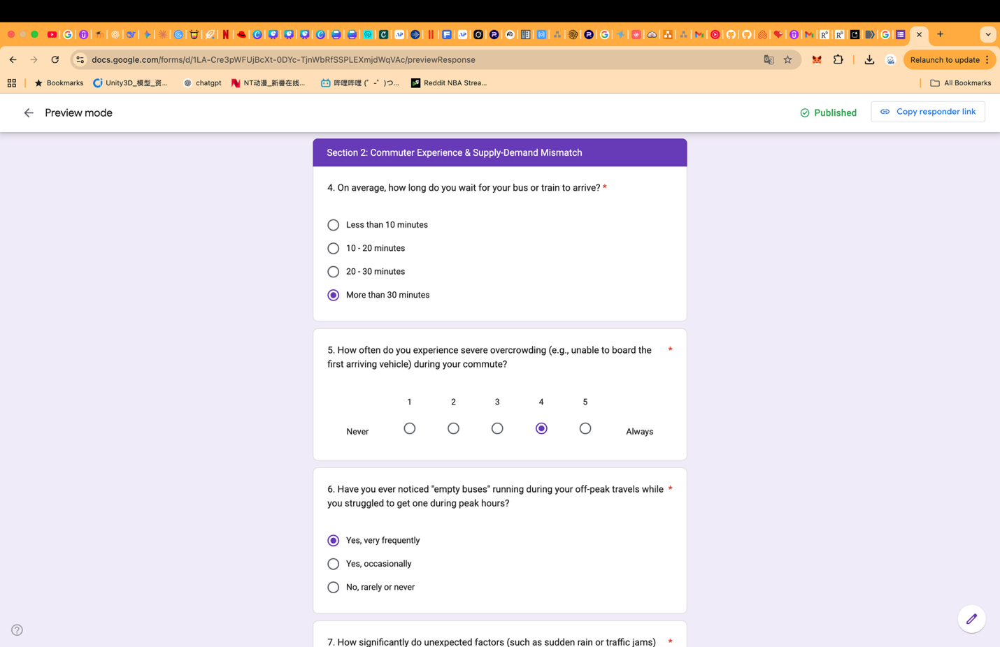 docs.google.com/forms/d/1LA-Cre3pWFUjBcXt-0DYc-TjnWbRfSSPLEXmjdWqVAc/previewResponse
Relaunch to update
Bookmarks
Unity3D_模型_资...
chatgpt
NT动漫_新番在线...
哔哩哔哩 (゜-゜)つ...
Reddit NBA Strea...
All Bookmarks
Preview mode
Published
Copy responder link
Section 2: Commuter Experience & Supply-Demand Mismatch
4. On average, how long do you wait for your bus or train to arrive? *
Less than 10 minutes
10 - 20 minutes
20 - 30 minutes
More than 30 minutes
5. How often do you experience severe overcrowding (e.g., unable to board the *
first arriving vehicle) during your commute?
1 2 3 4 5
Never Always
6. Have you ever noticed "empty buses" running during your off-peak travels while *
you struggled to get one during peak hours?
Yes, very frequently
Yes, occasionally
No, rarely or never
7. How significantly do unexpected factors (such as sudden rain or traffic jams) *